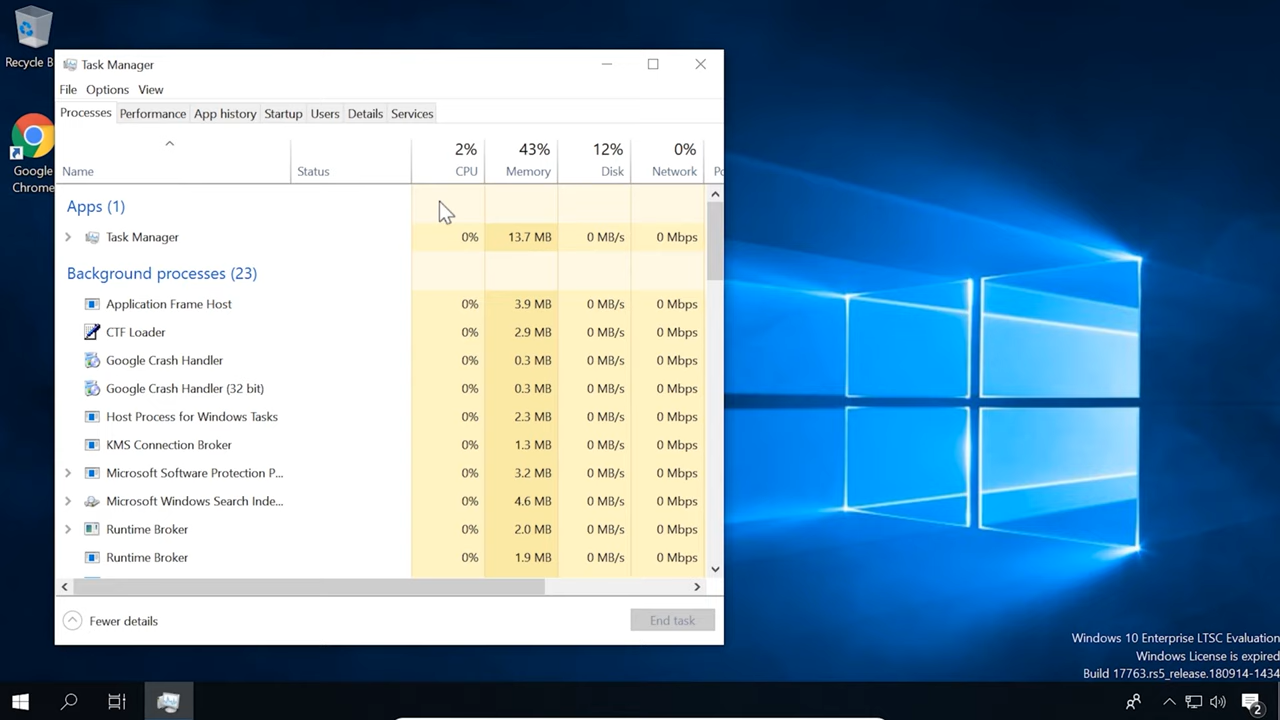 Recycle B
Google
Chrome
Task Manager
File Options View
Processes Performance App history Startup Users Details Services
2% 43% 12% 0%
Name Status CPU Memory Disk Network Po
Apps (1)
Task Manager 0% 13.7 MB 0 MB/s 0 Mbps
Background processes (23)
Application Frame Host 0% 3.9 MB 0 MB/s 0 Mbps
CTF Loader 0% 2.9 MB 0 MB/s 0 Mbps
Google Crash Handler 0% 0.3 MB 0 MB/s 0 Mbps
Google Crash Handler (32 bit) 0% 0.3 MB 0 MB/s 0 Mbps
Host Process for Windows Tasks 0% 2.3 MB 0 MB/s 0 Mbps
KMS Connection Broker 0% 1.3 MB 0 MB/s 0 Mbps
Microsoft Software Protection P... 0% 3.2 MB 0 MB/s 0 Mbps
Microsoft Windows Search Inde... 0% 4.6 MB 0 MB/s 0 Mbps
Runtime Broker 0% 2.0 MB 0 MB/s 0 Mbps
Runtime Broker 0% 1.9 MB 0 MB/s 0 Mbps
Fewer details End task
Windows 10 Enterprise LTSC Evaluation
Windows License is expired
Build 17763.rs5_release.180914-1434
2